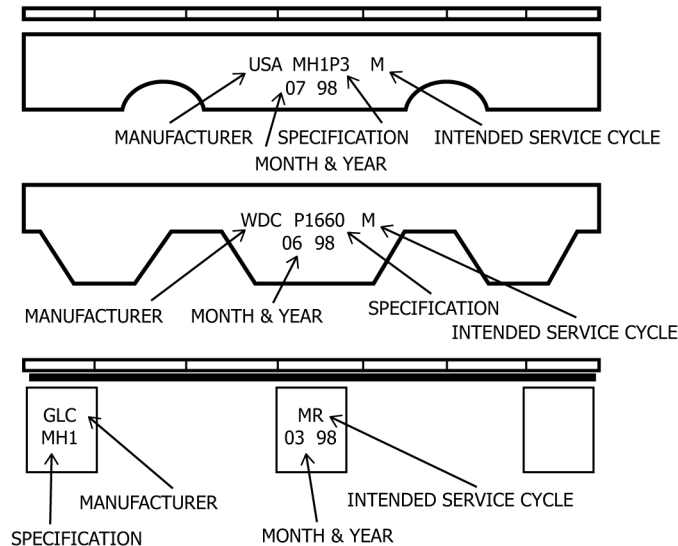 USA MH1P3 M
07 98
MANUFACTURER SPECIFICATION INTENDED SERVICE CYCLE
MONTH & YEAR
WDC P1660 M
06 98
MANUFACTURER MONTH & YEAR SPECIFICATION
INTENDED SERVICE CYCLE
GLC MR
MH1 03 98
MANUFACTURER INTENDED SERVICE CYCLE
SPECIFICATION MONTH & YEAR